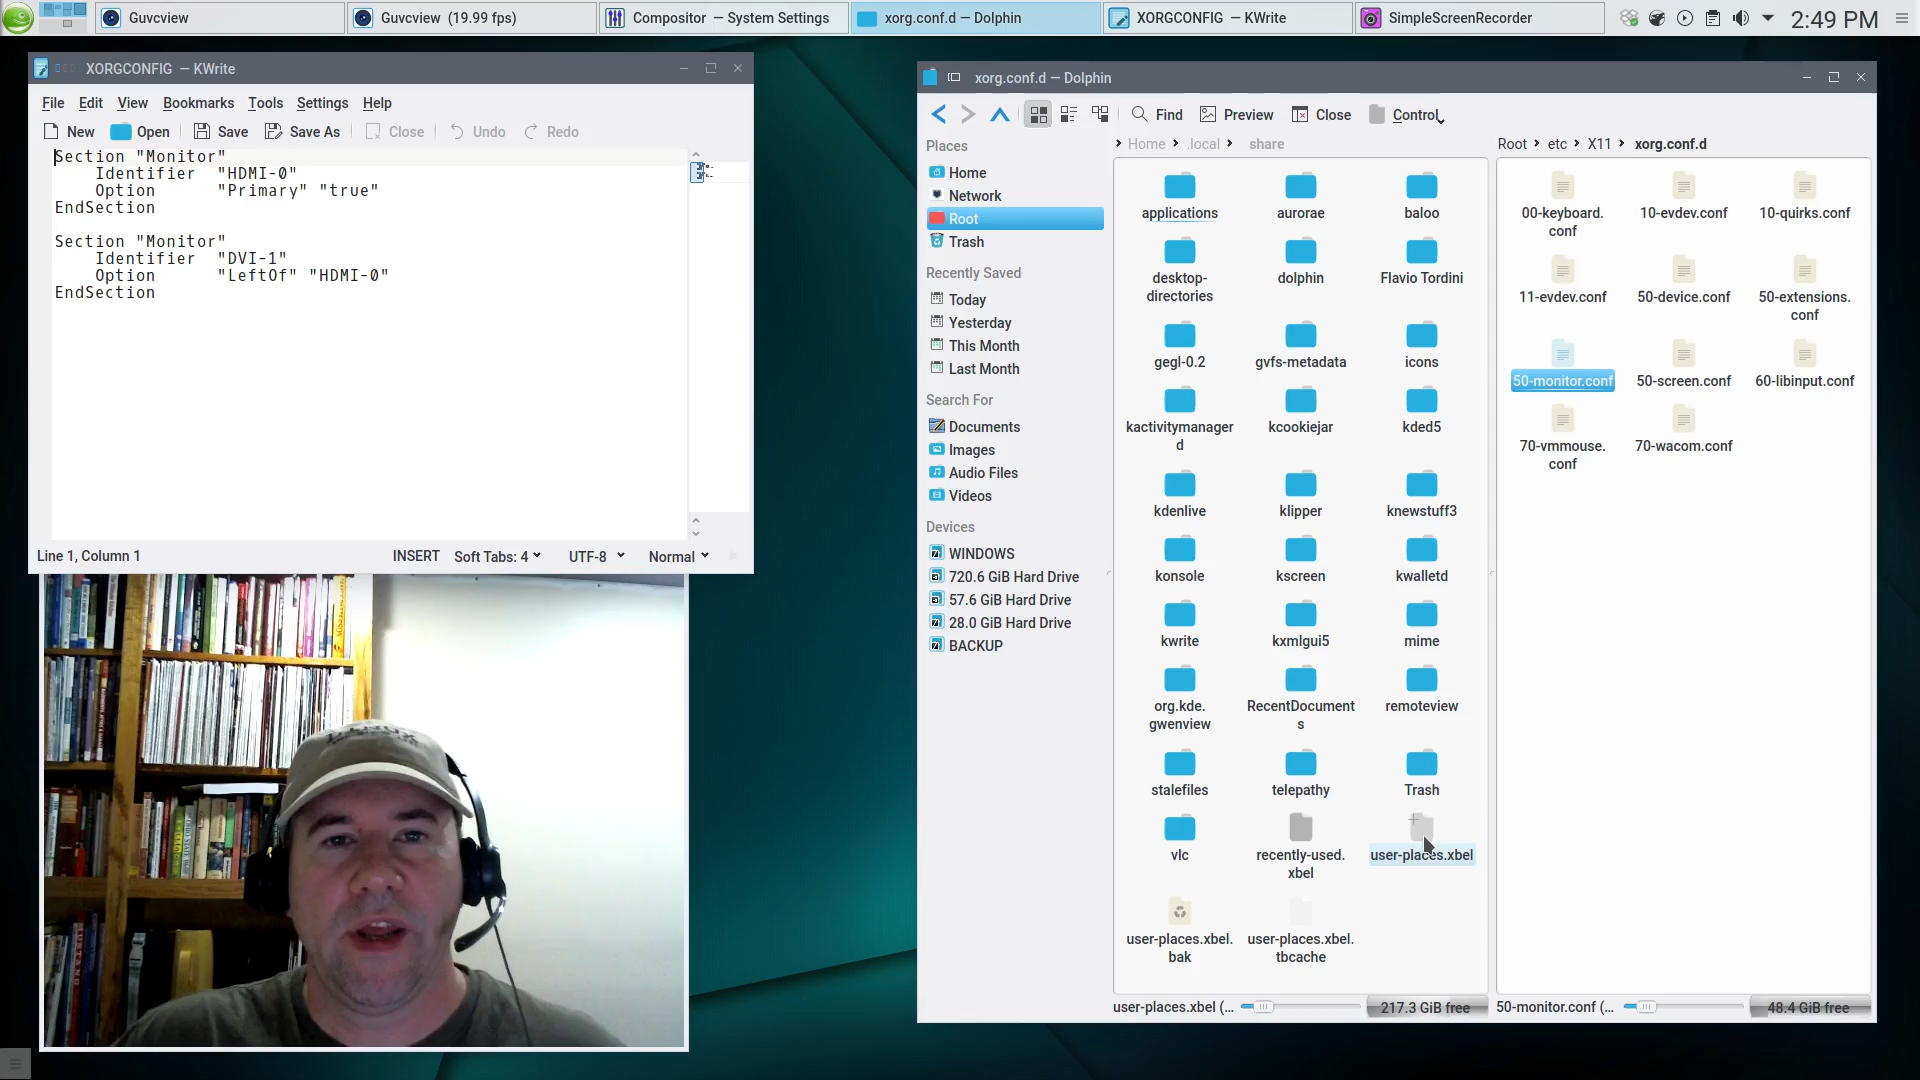 Guvcview
Guvcview (19.99 fps)
Compositor — System Settings
xorg.conf.d — Dolphin
XORGCONFIG — KWrite
SimpleScreenRecorder
2:49 PM
XORGCONFIG — KWrite
File Edit View Bookmarks Tools Settings Help
New Open Save Save As Close Undo Redo
Section "Monitor"
Identifier "HDMI-0"
Option "Primary" "true"
EndSection
Section "Monitor"
Identifier "DVI-1"
Option "LeftOf" "HDMI-0"
EndSection
Line 1, Column 1 INSERT Soft Tabs: 4 UTF-8 Normal
LINUX
xorg.conf.d — Dolphin
Find Preview Close Control
Places
Home
Network
Root
Trash
Recently Saved
Today
Yesterday
This Month
Last Month
Search For
Documents
Images
Audio Files
Videos
Devices
WINDOWS
720.6 GiB Hard Drive
57.6 GiB Hard Drive
28.0 GiB Hard Drive
BACKUP
Home .local share
applications
aurorae
baloo
desktop-
directories
dolphin
Flavio Tordini
gegl-0.2
gvfs-metadata
icons
kactivitymanager
d
kcookiejar
kded5
kdenlive
klipper
knewstuff3
konsole
kscreen
kwalletd
kwrite
kxmlgui5
mime
org.kde.
gwenview
RecentDocument
s
remoteview
stalefiles
telepathy
Trash
vlc
recently-used.
xbel
user-places.xbel
user-places.xbel.
bak
user-places.xbel.
tbcache
user-places.xbel (...
217.3 GiB free
Root etc X11 xorg.conf.d
00-keyboard.
conf
10-evdev.conf
10-quirks.conf
11-evdev.conf
50-device.conf
50-extensions.
conf
50-monitor.conf
50-screen.conf
60-libinput.conf
70-vmmouse.
conf
70-wacom.conf
50-monitor.conf (...
48.4 GiB free